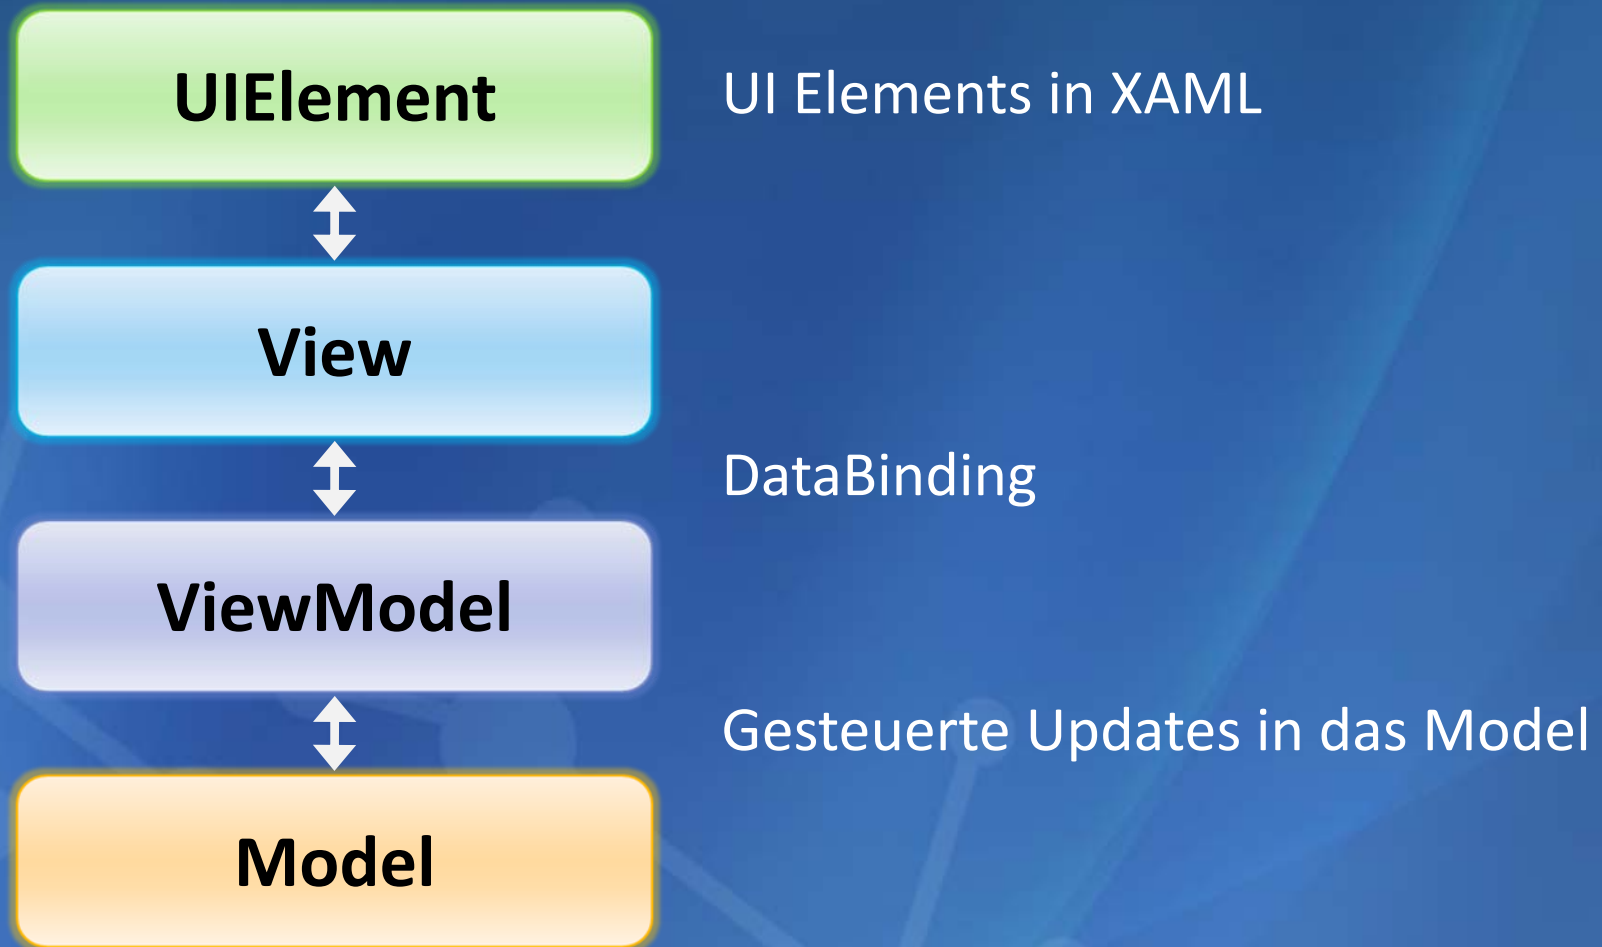 UIElement
UI Elements in XAML
View
DataBinding
ViewModel
Gesteuerte Updates in das Model
Model